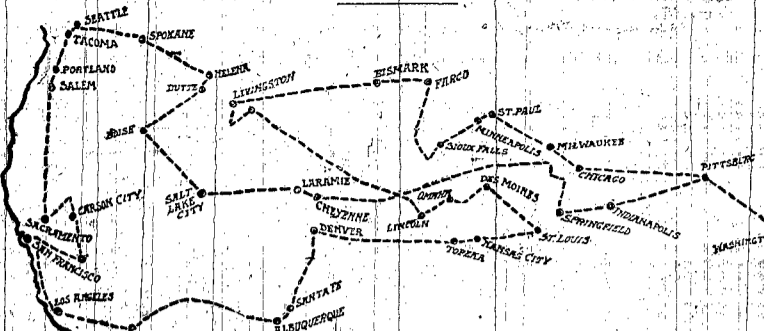 SEATTLE
TACOMA
SPOKANE
PORTLAND
SALEM
HELENA
BUTTE
LIVINGSTON
BISMARK
FARGO
BOISE
ST. PAUL
MINNEAPOLIS
SIOUX FALLS
MILWAUKEE
CHICAGO
PITTSBURG
CARSON CITY
SACRAMENTO
SAN FRANCISCO
SALT
LAKE
CITY
LARAMIE
CHEYENNE
DENVER
OMAHA
LINCOLN
DES MOIRES
SPRINGFIELD
INDIANAPOLIS
WASHINGT
TOPEKA
KANSAS CITY
ST. LOUIS
LOS ANGELES
SANTA FE
ALBUQUERQUE